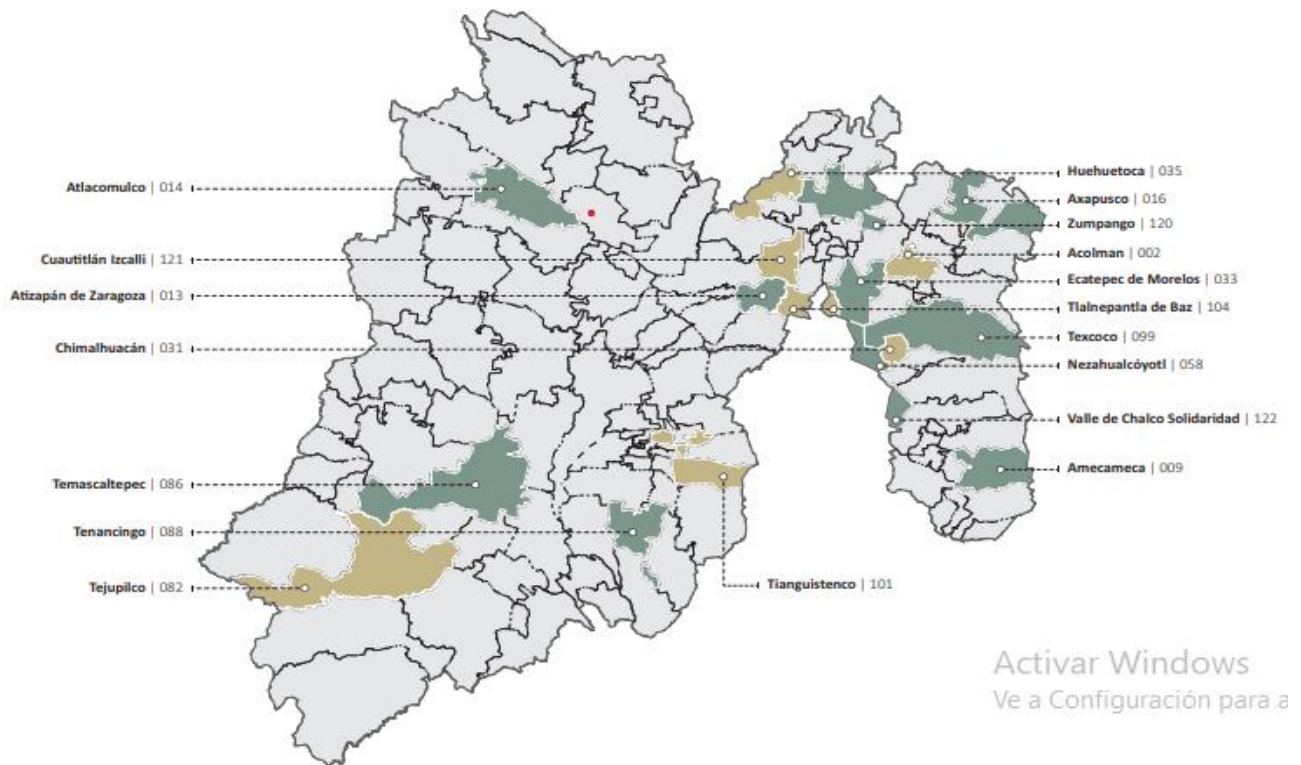 Atlacomulco | 014
Cuautitlán Izcalli | 121
Atizapán de Zaragoza | 013
Chimalhuacán | 031
Temascaltepec | 086
Tenancingo | 088
Tejupilco | 082
Huehuetoca | 035
Axapusco | 016
Zumpango | 120
Acolman | 002
Ecatepec de Morelos | 033
Tlalnepantla de Baz | 104
Texcoco | 099
Nezahualcóyotl | 058
Valle de Chalco Solidaridad | 122
Amecameca | 009
Tianguistenco | 101
Activar Windows
Ve a Configuración para a